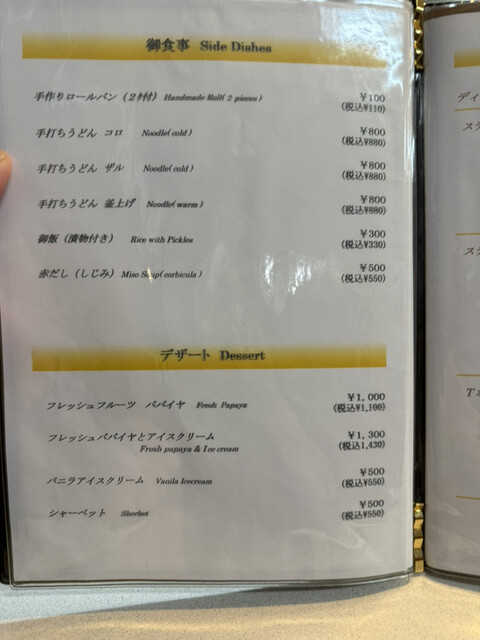 御食事 Side Dishes
手作りロールパン（２ケ付） Handmade Roll( 2 pieces ) ￥100
(税込¥110)
手打ちうどん コロ Noodle(cold) ￥800
(税込¥880)
手打ちうどん ザル Noodle(cold) ￥800
(税込¥880)
手打ちうどん 釜上げ Noodle(warm) ￥800
(税込¥880)
御飯（漬物付き） Rice with Pickles ￥300
(税込¥330)
赤だし（しじみ） Miso Soup( corbicula ) ￥500
(税込¥550)
デザート Dessert
フレッシュフルーツ パパイヤ Fresh Papaya ￥1,000
(税込¥1,100)
フレッシュパパイヤとアイスクリーム ￥1,300
Fresh papaya & Ice cream (税込1,430)
バニラアイスクリーム Vanila Icecream ￥500
(税込¥550)
シャーベット Sherbet ￥500
(税込¥550)
ディ
ス
ス
T